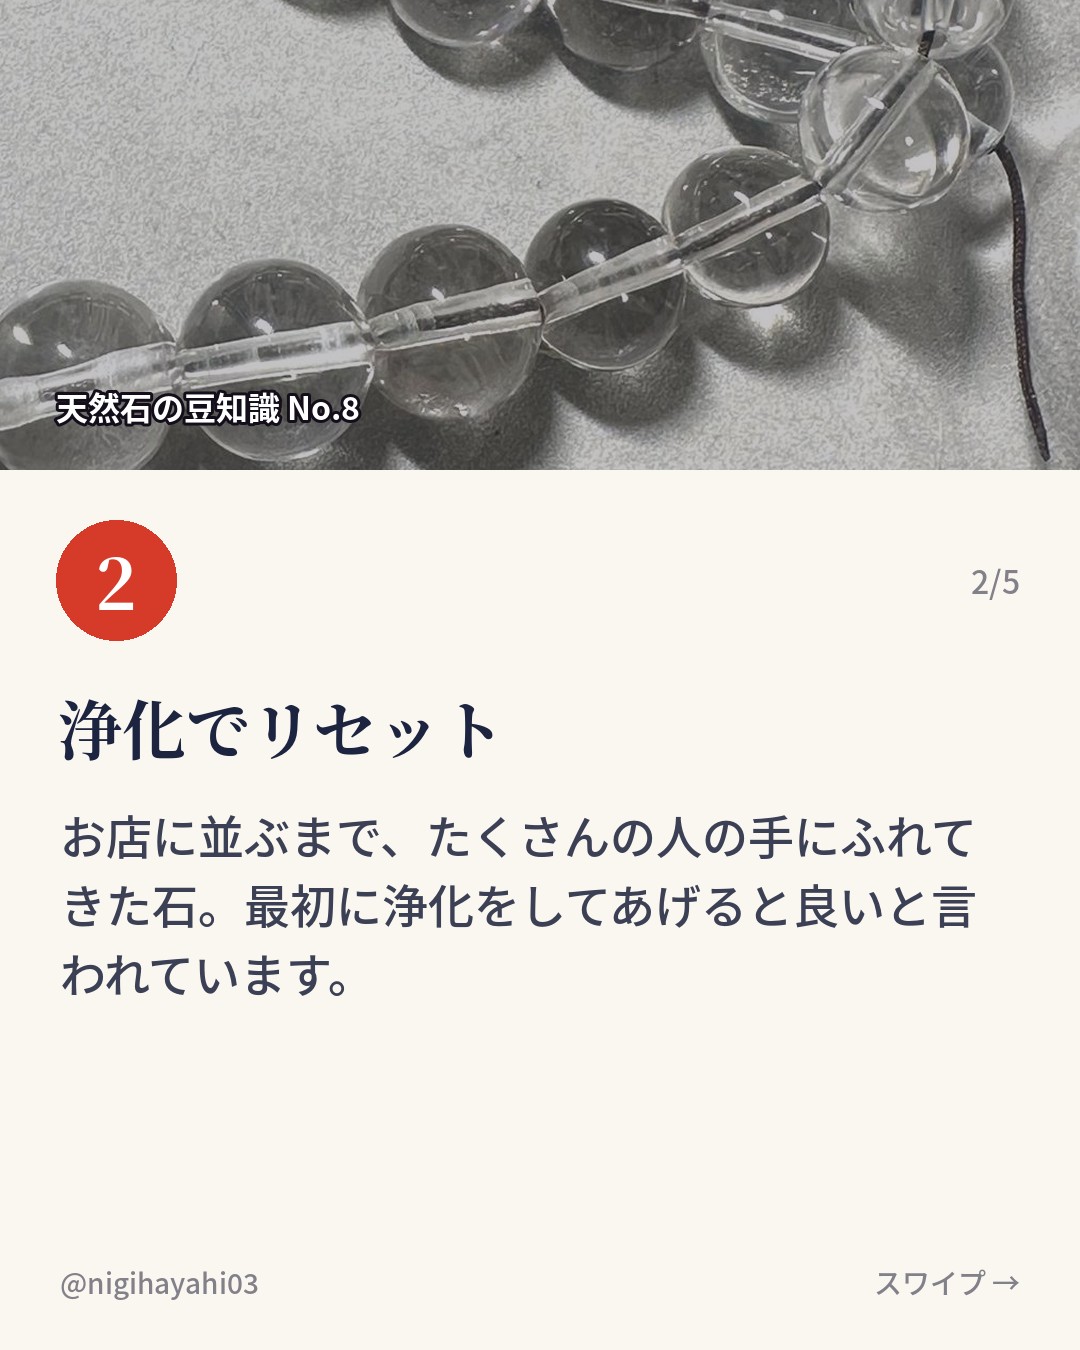 天然石の豆知識 No.8
2
2/5
浄化でリセット
お店に並ぶまで、たくさんの人の手にふれて
きた石。最初に浄化をしてあげると良いと言
われています。
@nigihayahi03
スワイプ →